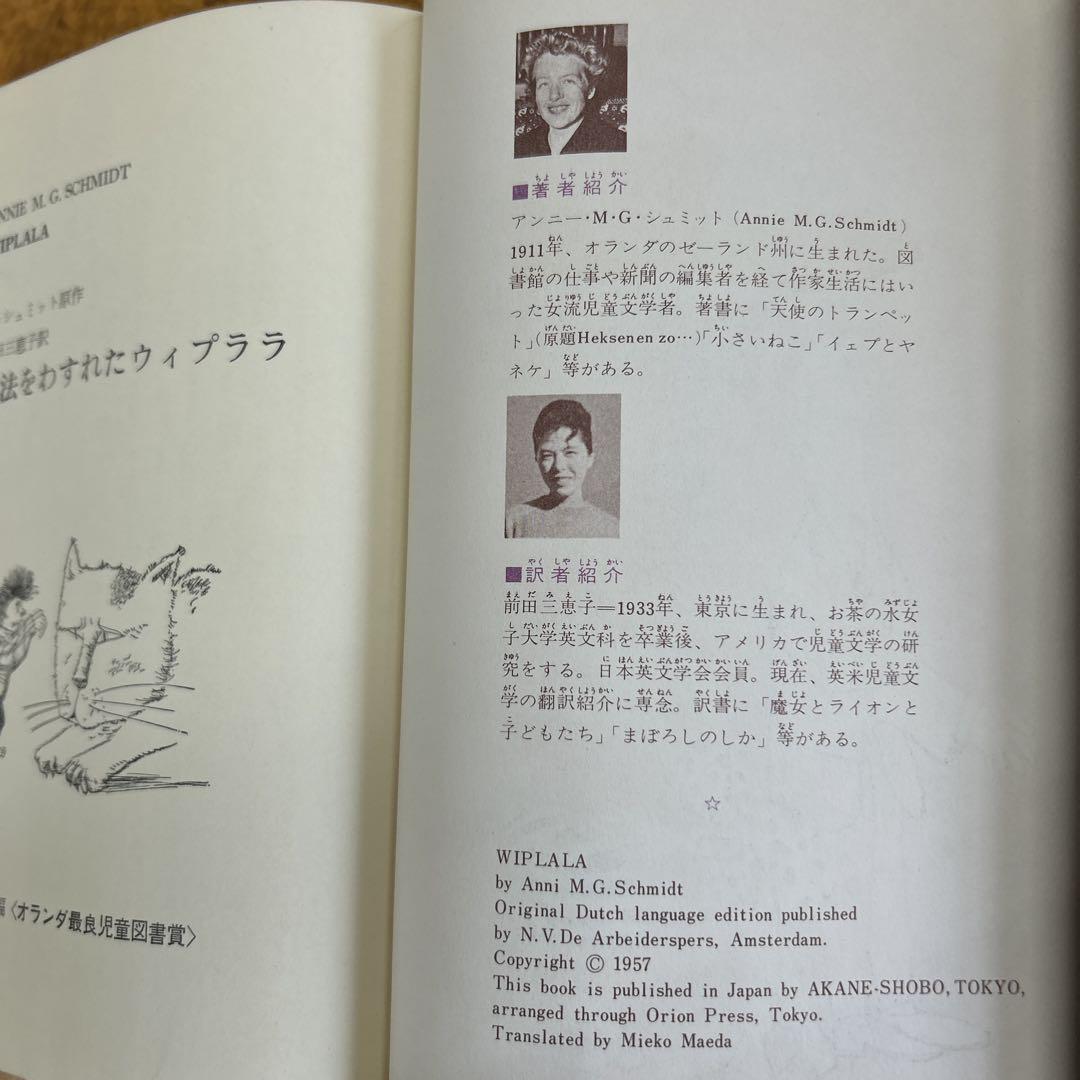 ANNIE M. G. SCHMIDT
WIPLALA
シュミット原作
三恵子訳
法をわすれたウィプララ
〈オランダ最良児童図書賞〉
■著者紹介
アンニー・M・G・シュミット（Annie M.G.Schmidt）
1911年、オランダのゼーランド州に生まれた。図
書館の仕事や新聞の編集者を経て作家生活にはい
った女流児童文学者。著書に「天使のトランペッ
ト」(原題Heksenen zo…)「小さいねこ」「イェプとヤ
ネケ」等がある。
■訳者紹介
前田三恵子＝1933年、東京に生まれ、お茶の水女
子大学英文科を卒業後、アメリカで児童文学の研
究をする。日本英文学会会員。現在、英米児童文
学の翻訳紹介に専念。訳書に「魔女とライオンと
子どもたち」「まぼろしのしか」等がある。
☆
WIPLALA
by Anni M.G.Schmidt
Original Dutch language edition published
by N.V.De Arbeiderspers, Amsterdam.
Copyright © 1957
This book is published in Japan by AKANE-SHOBO, TOKYO,
arranged through Orion Press, Tokyo.
Translated by Mieko Maeda